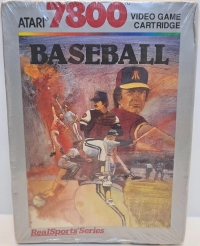 ATARI 7800 VIDEO GAME
CARTRIDGE
BASEBALL
RealSports Series